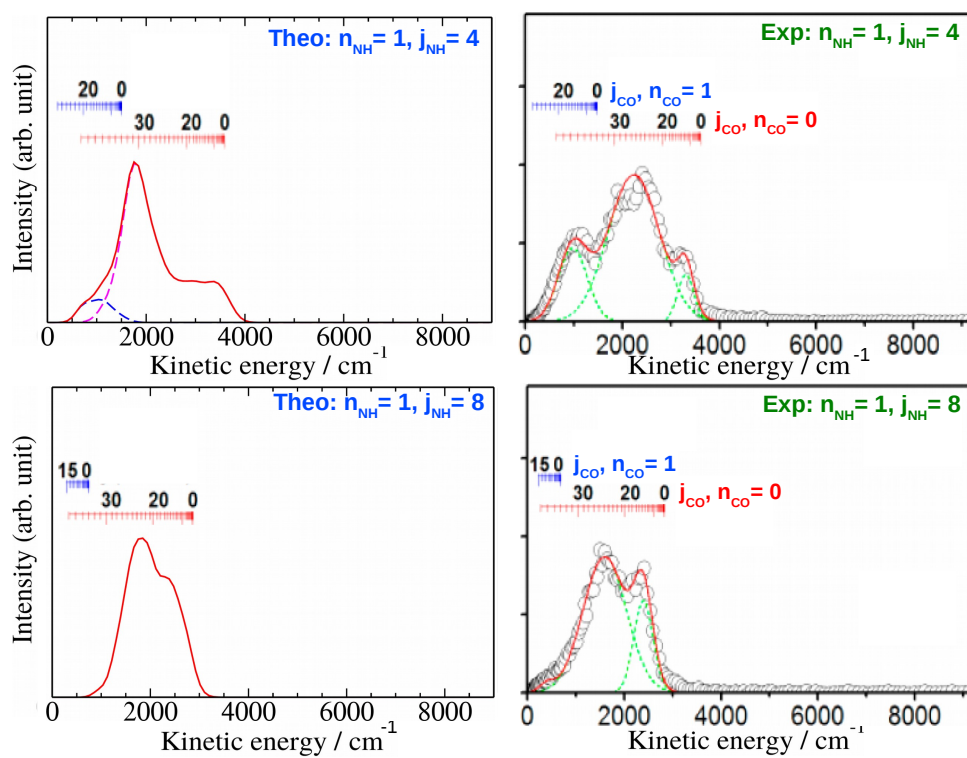 Theo: nNH= 1, jNH= 4
20 0
30 20 0
Intensity (arb. unit)
0 2000 4000 6000 8000
Kinetic energy / cm-1
Exp: nNH= 1, jNH= 4
20 0 jCO, nCO= 1
30 20 0 jCO, nCO= 0
0 2000 4000 6000 8000
Kinetic energy / cm-1
Theo: nNH= 1, jNH= 8
15 0
30 20 0
Intensity (arb. unit)
0 2000 4000 6000 8000
Kinetic energy / cm-1
Exp: nNH= 1, jNH= 8
15 0 jCO, nCO= 1
30 20 0 jCO, nCO= 0
0 2000 4000 6000 8000
Kinetic energy / cm-1